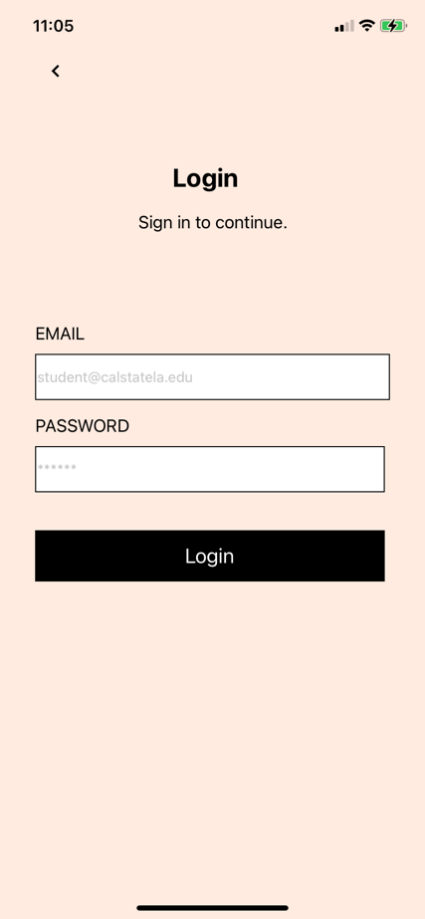 11:05
Login
Sign in to continue.
EMAIL
student@calstatela.edu
PASSWORD
******
Login